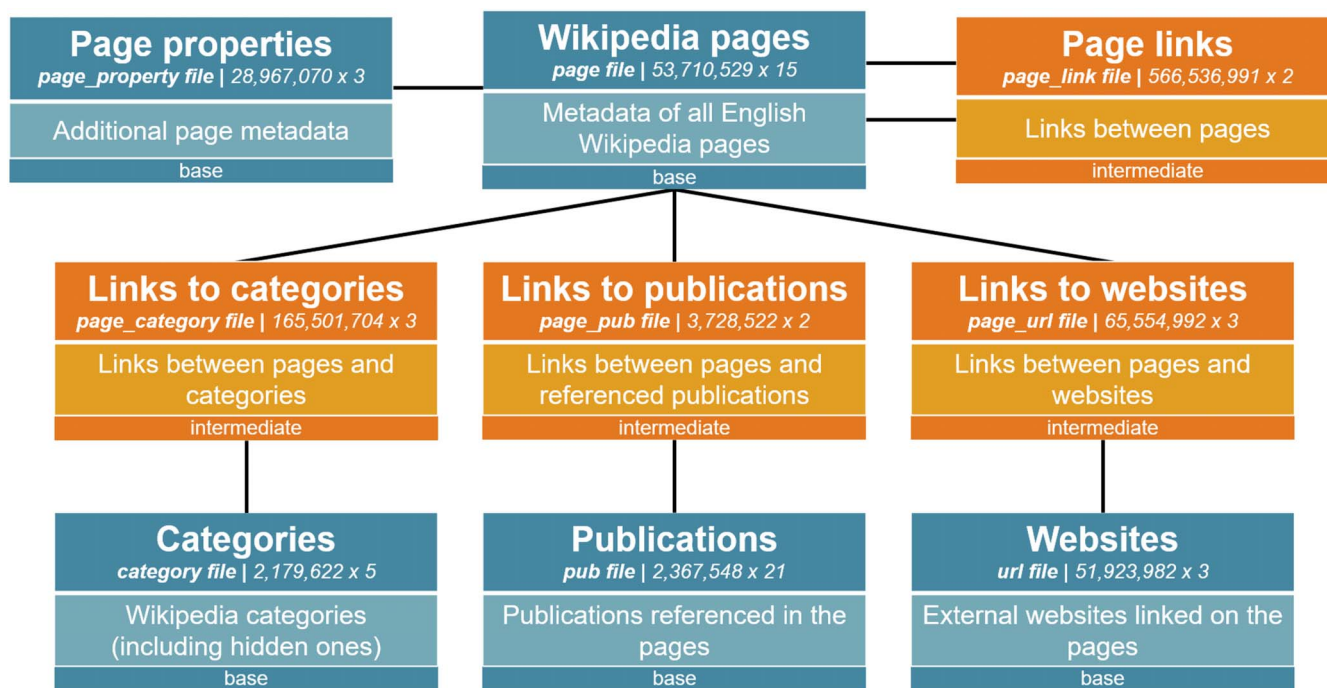 Page properties
page_property file | 28,967,070 x 3
Additional page metadata
base
Wikipedia pages
page file | 53,710,529 x 15
Metadata of all English
Wikipedia pages
base
Page links
page_link file | 566,536,991 x 2
Links between pages
intermediate
Links to categories
page_category file | 165,501,704 x 3
Links between pages and
categories
intermediate
Links to publications
page_pub file | 3,728,522 x 2
Links between pages and
referenced publications
intermediate
Links to websites
page_url file | 65,554,992 x 3
Links between pages and
websites
intermediate
Categories
category file | 2,179,622 x 5
Wikipedia categories
(including hidden ones)
base
Publications
pub file | 2,367,548 x 21
Publications referenced in the
pages
base
Websites
url file | 51,923,982 x 3
External websites linked on the
pages
base